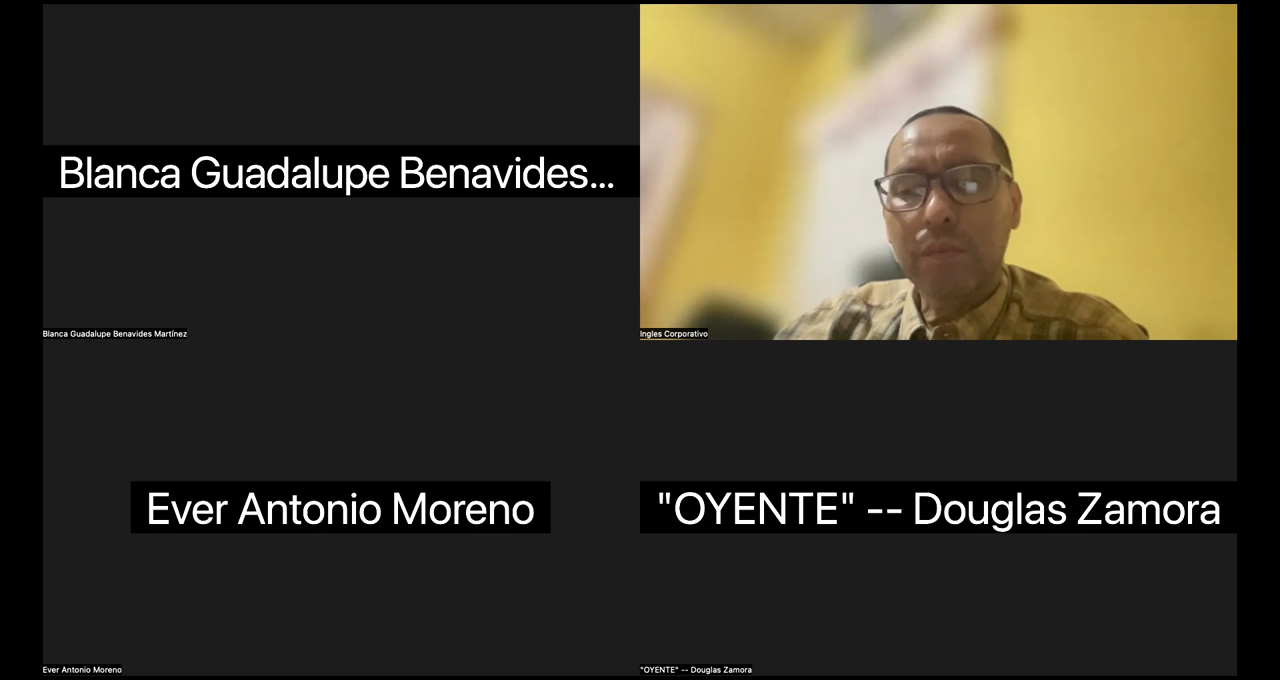 Blanca Guadalupe Benavides...
Blanca Guadalupe Benavides Martínez
Ingles Corporativo
Ever Antonio Moreno
"OYENTE" -- Douglas Zamora
Ever Antonio Moreno
"OYENTE" -- Douglas Zamora